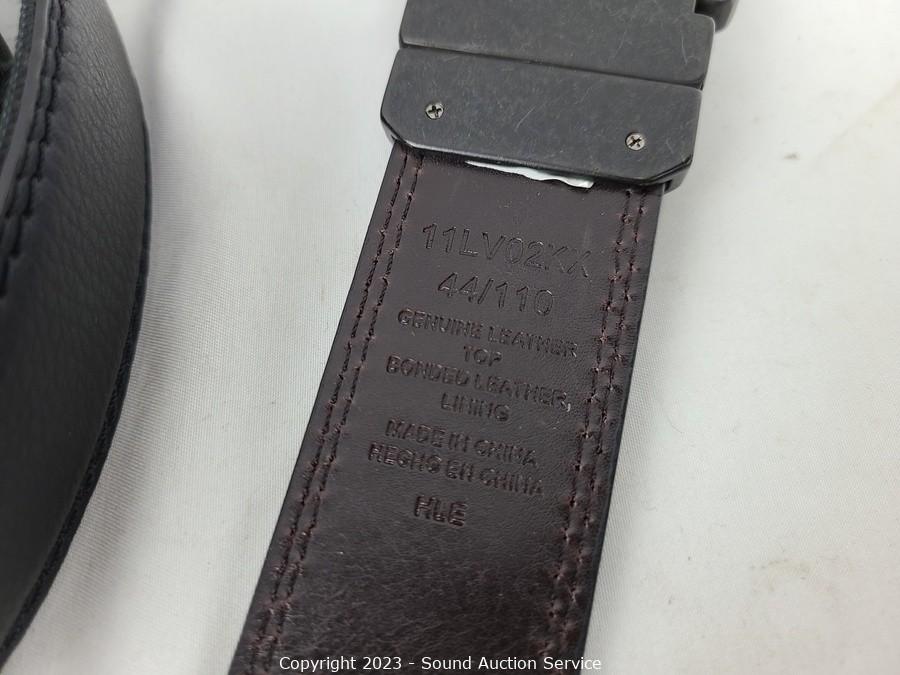 11LV02KX
44/110
GENUINE LEATHER
TOP
BONDED LEATHER
LINING
MADE IN CHINA
HECHO EN CHINA
HLE
Copyright 2023 - Sound Auction Service